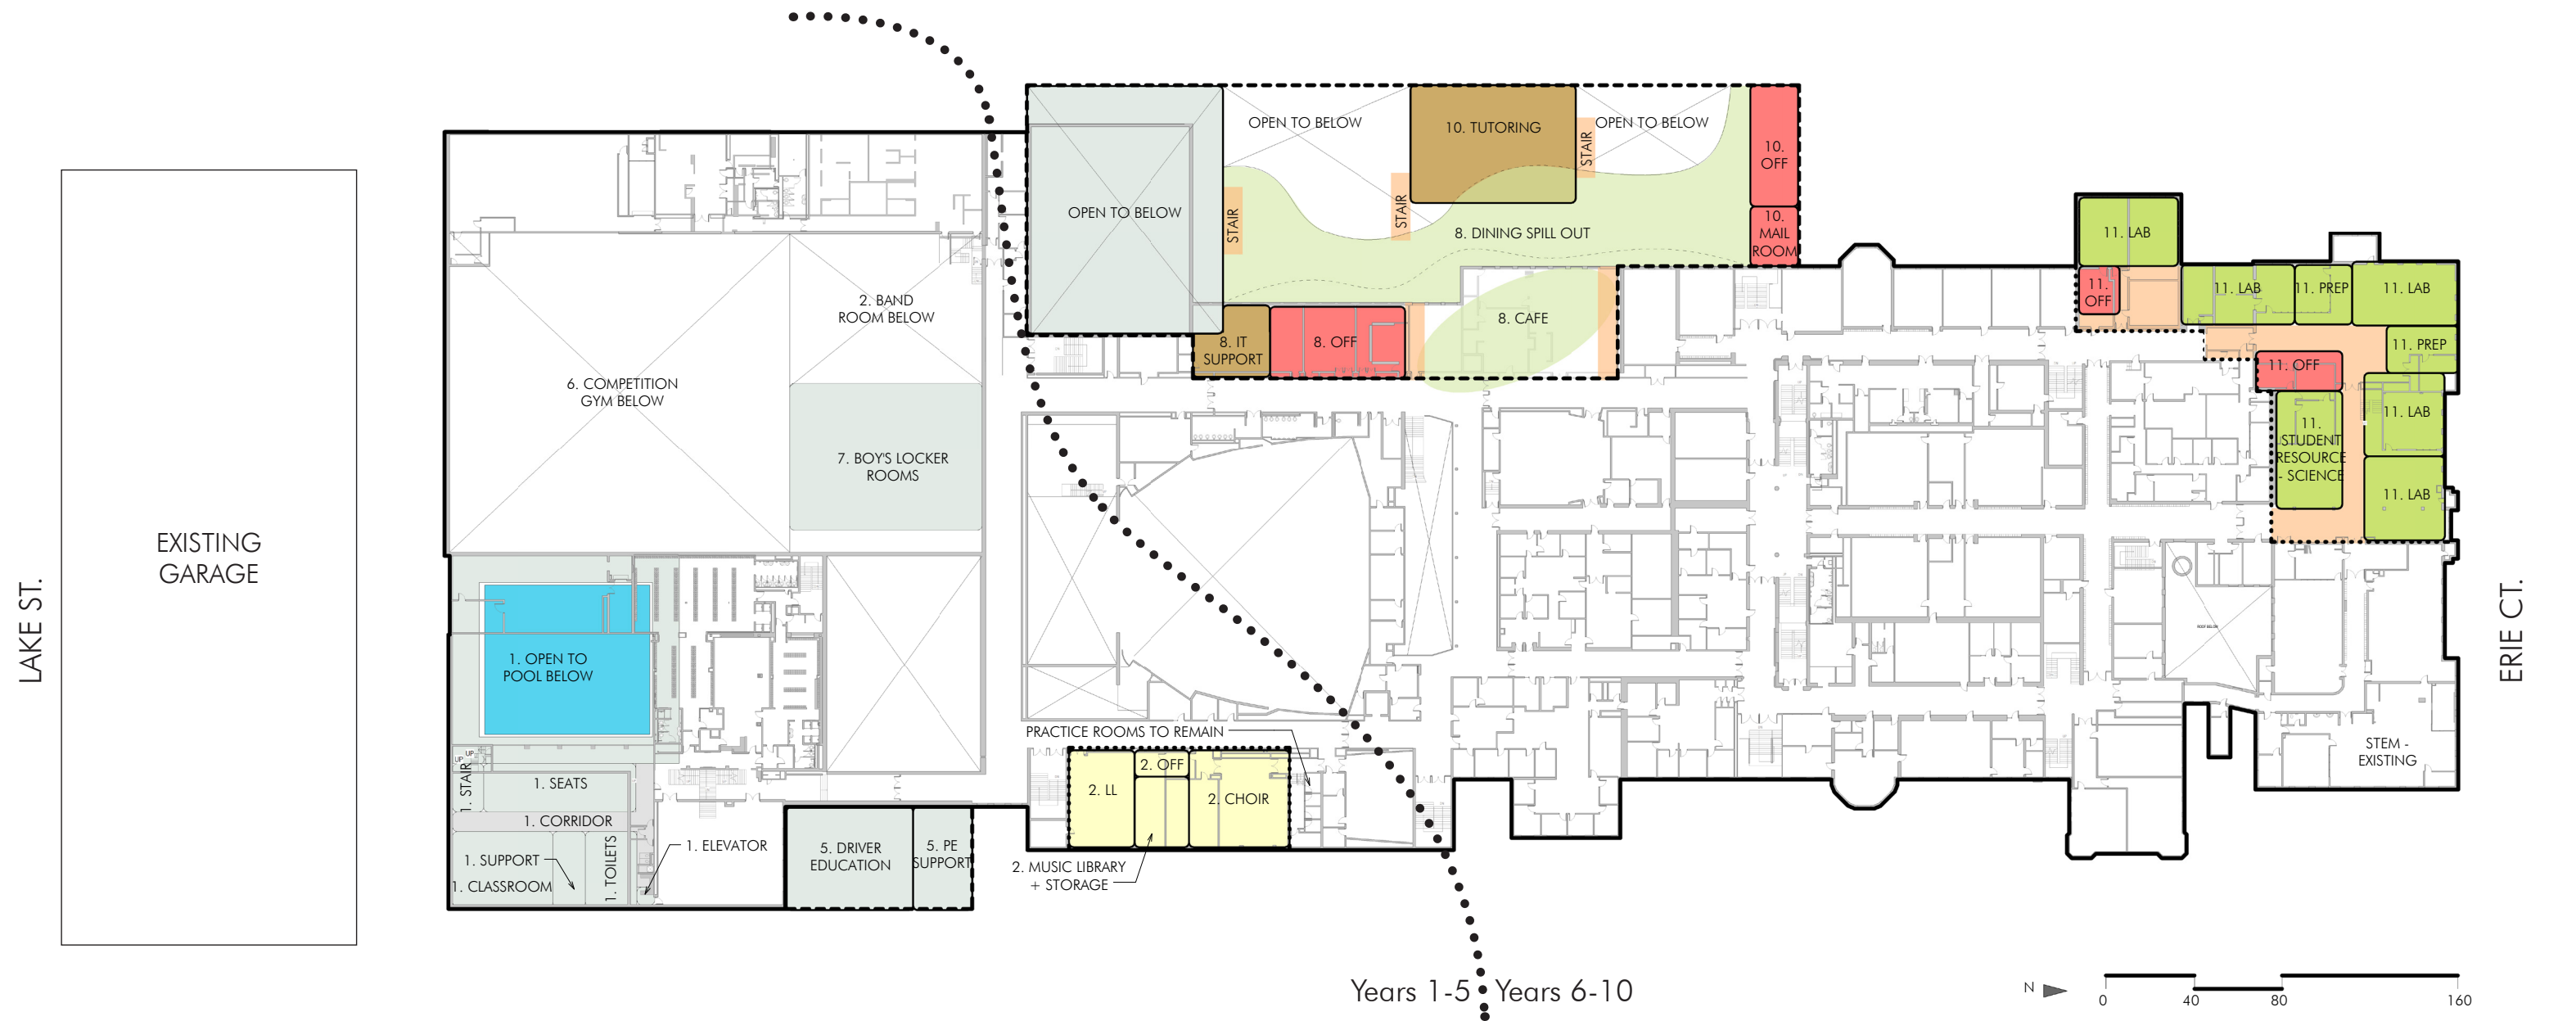 OPEN TO BELOW
10. TUTORING
OPEN TO BELOW
STAIR
10.
OFF
OPEN TO BELOW
STAIR
STAIR
8. DINING SPILL OUT
10.
MAIL
ROOM
11. LAB
2. BAND
ROOM BELOW
8. CAFE
11.
OFF
11. LAB
11. PREP
11. LAB
8. IT
SUPPORT
8. OFF
11. PREP
11. OFF
6. COMPETITION
GYM BELOW
11. LAB
11.
STUDENT
RESOURCE
- SCIENCE
7. BOY'S LOCKER
ROOMS
11. LAB
EXISTING
GARAGE
LAKE ST.
ERIE CT.
1. OPEN TO
POOL BELOW
PRACTICE ROOMS TO REMAIN
STEM -
EXISTING
UP
UP
1. STAIR
1. SEATS
2. OFF
2. LL
2. CHOIR
1. CORRIDOR
1. ELEVATOR
5. DRIVER
EDUCATION
5. PE
SUPPORT
1. SUPPORT
1. TOILETS
1. CLASSROOM
2. MUSIC LIBRARY
+ STORAGE
Years 1-5
Years 6-10
N
0
40
80
160